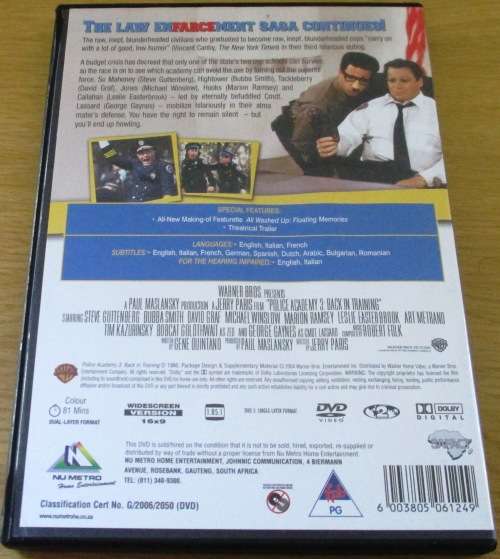 THE LAW ENFARCEMENT SAGA CONTINUES!
The raw, inept, blunderheaded civilians who graduated to become raw, inept, blunderheaded cops "carry on
with a lot of good, low humor" (Vincent Canby, The New York Times) in their third hilarious outing.
A budget crisis has decreed that only one of the state's two cop schools can survive,
so the race is on to see which academy can avoid the axe by turning out the superior
force. So Mahoney (Steve Guttenberg), Hightower (Bubba Smith), Tackleberry
(David Graf), Jones (Michael Winslow), Hooks (Marion Ramsey) and
Callahan (Leslie Easterbrook) – led by eternally befuddled Cmdt.
Lassard (George Gaynes) – mobilize hilariously in their alma
mater's defense. You have the right to remain silent – but
you'll end up howling.
SPECIAL FEATURES:
• All-New Making-of Featurette All Washed Up: Floating Memories
• Theatrical Trailer
LANGUAGES: English, Italian, French
SUBTITLES: English, Italian, French, German, Spanish, Dutch, Arabic, Bulgarian, Romanian
FOR THE HEARING IMPAIRED: English, Italian
WARNER BROS. PRESENTS
A PAUL MASLANSKY PRODUCTION A JERRY PARIS FILM "POLICE ACADEMY 3: BACK IN TRAINING"
STARRING STEVE GUTTENBERG BUBBA SMITH DAVID GRAF MICHAEL WINSLOW MARION RAMSEY LESLIE EASTERBROOK ART METRANO
TIM KAZURINSKY BOBCAT GOLDTHWAIT AS ZED AND GEORGE GAYNES AS CMDT. LASSARD MUSIC COMPOSED BY ROBERT FOLK
WRITTEN BY GENE QUINTANO PRODUCED BY PAUL MASLANSKY DIRECTED BY JERRY PARIS
Colour
81 Mins
DUAL-LAYER FORMAT
WIDESCREEN
VERSION
16x9
1.85:1
DVD 5: SINGLE LAYER FORMAT
DVD
VIDEO
2
DOLBY
DIGITAL
This DVD is sold/hired on the condition that it is not to be sold, hired, exported, re-supplied or
distributed by way of trade without a proper license from Nu Metro Home Entertainment.
NU METRO HOME ENTERTAINMENT, JOHNNIC COMMUNICATION, 4 BIERMANN
AVENUE, ROSEBANK, GAUTENG, SOUTH AFRICA
TEL: (011) 340-9300.
NU METRO
Home Entertainment
Classification Cert No. G/2006/2050 (DVD)
www.numetrohe.co.za
PG
6 003805 061249